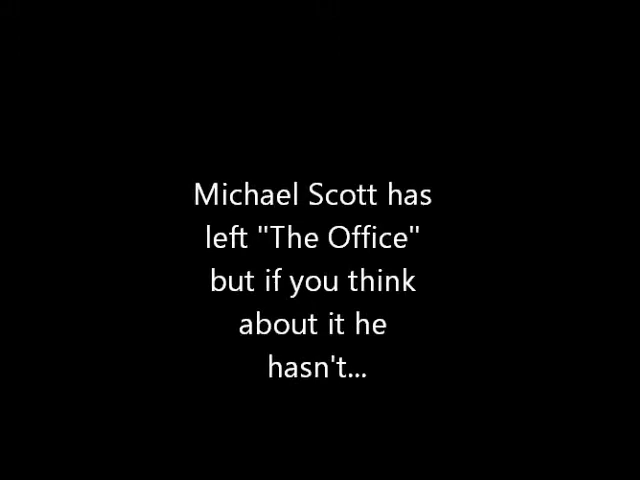 Michael Scott has
left "The Office"
but if you think
about it he
hasn't...